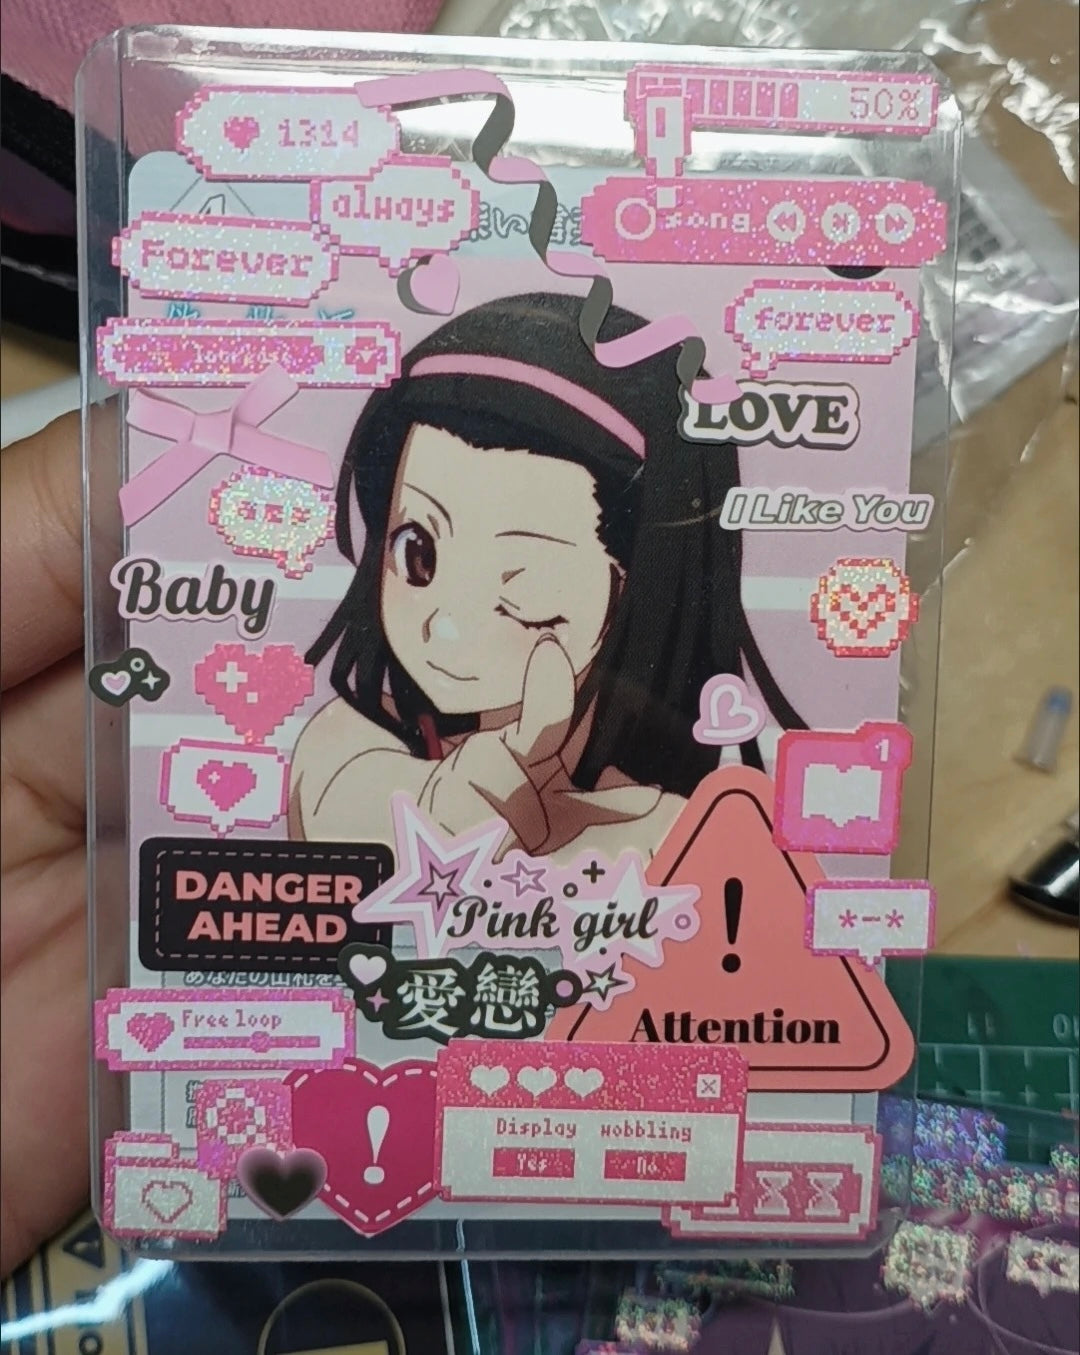 1314
50%
always
song
Forever
forever
LOVE
I Like You
Baby
1
DANGER
AHEAD
Pink girl
*-*
愛戀
Attention
Free loop
Display wobbling
Yes
No